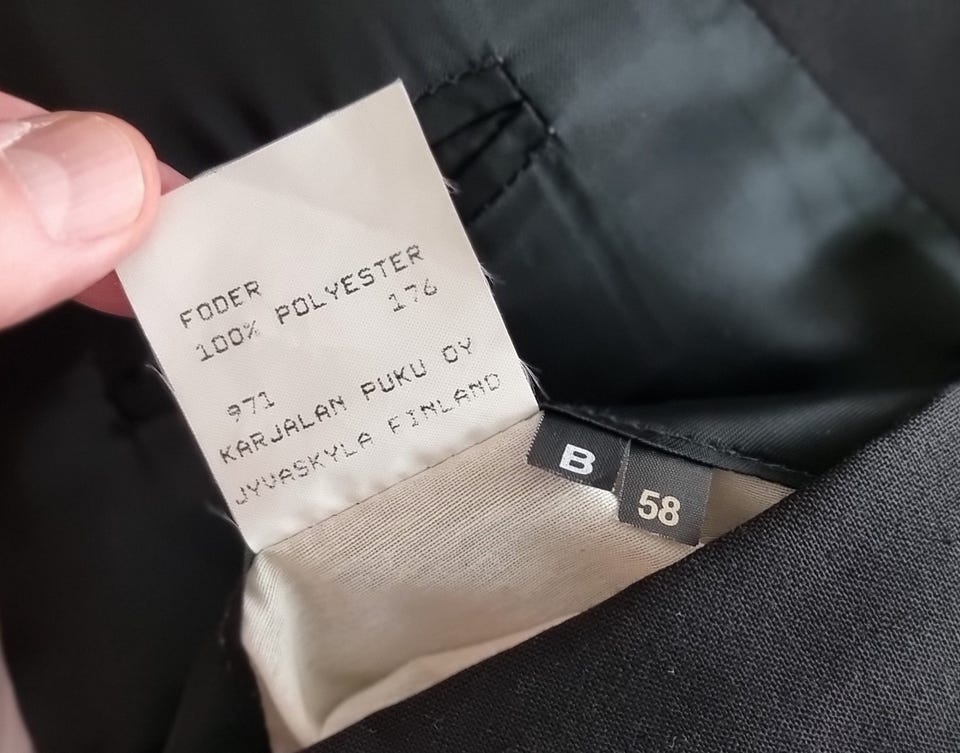 FODER
100% POLYESTER
176
971
KARJALAN PUKU OY
JYVASKYLA FINLAND
B
58